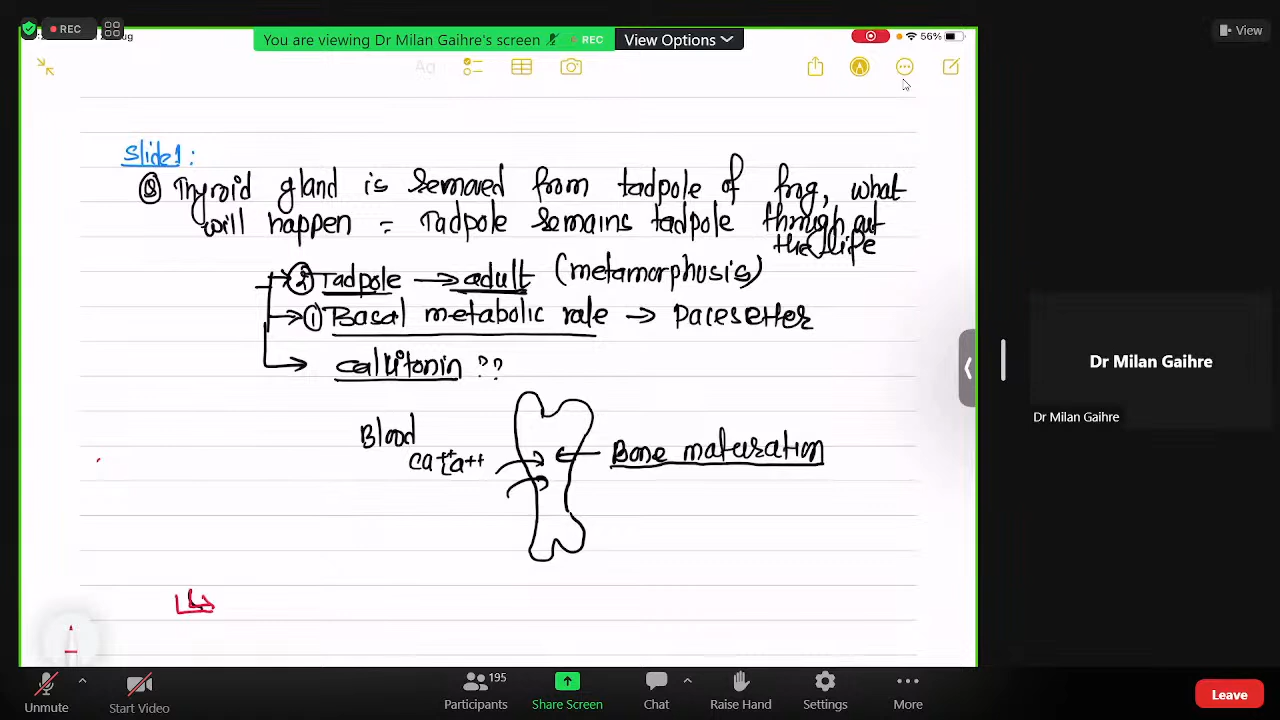 REC
You are viewing Dr Milan Gaihre's screen
REC
View Options
56%
View
Aa
Slide1:
Thyroid gland is removed from tadpole of frog, what
will happen = Tadpole remains tadpole through out
the life
② Tadpole → adult (metamorphosis)
① Basal metabolic rate → pacesetter
calcitonin ??
Blood
Ca++
Bone maturation
Dr Milan Gaihre
Dr Milan Gaihre
Unmute
Start Video
195
Participants
Share Screen
Chat
Raise Hand
Settings
More
Leave